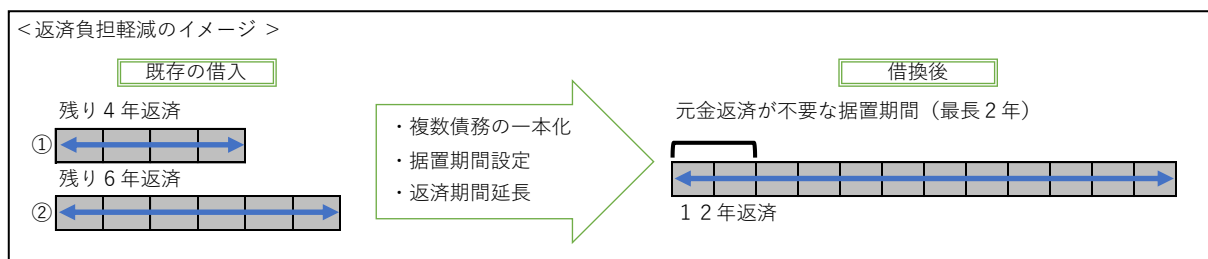 ＜返済負担軽減のイメージ ＞
既存の借入
残り４年返済
①
残り６年返済
②
・複数債務の一本化
・据置期間設定
・返済期間延長
借換後
元金返済が不要な据置期間（最長２年）
１２年返済